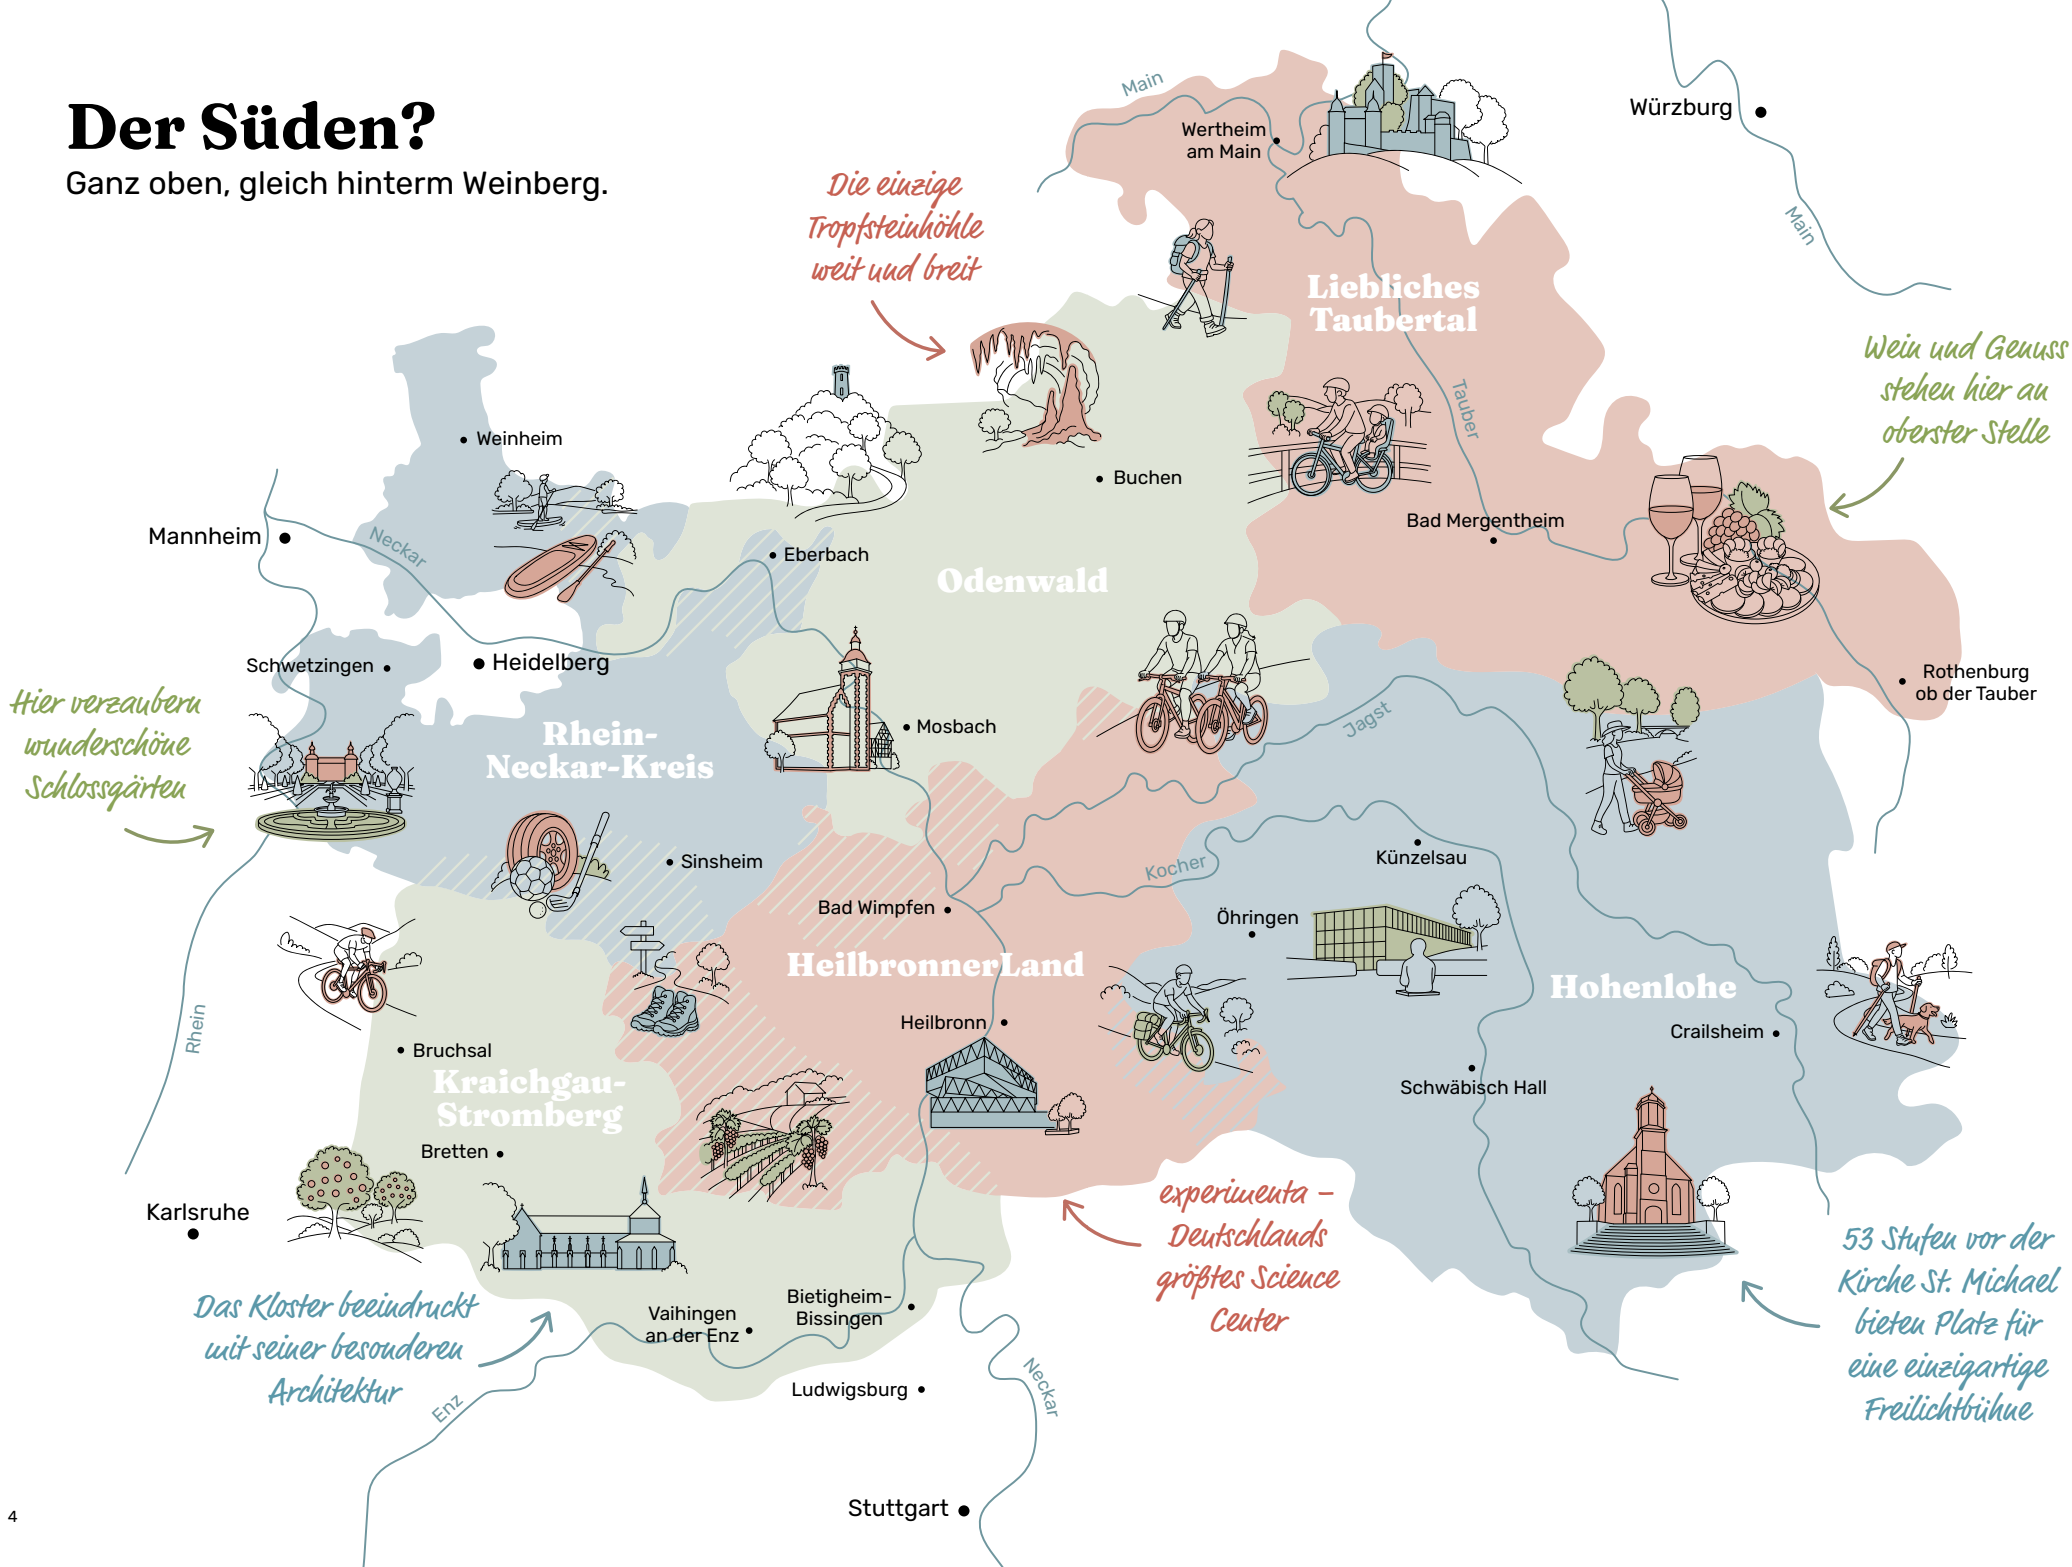 Der Süden?
Ganz oben, gleich hinterm Weinberg.
Main
Wertheim
am Main
Würzburg
Main
Die einzige
Tropfsteinhöhle
weit und breit
Liebliches
Taubertal
Tauber
Wein und Genuss
stehen hier an
oberster Stelle
Weinheim
Buchen
Bad Mergentheim
Mannheim
Neckar
Eberbach
Odenwald
Schwetzingen
Heidelberg
Rothenburg
ob der Tauber
Hier verzaubern
wunderschöne
Schlossgärten
Rhein-
Neckar-Kreis
Mosbach
Jagst
Sinsheim
Kocher
Künzelsau
Bad Wimpfen
Öhringen
HeilbronnerLand
Hohenlohe
Heilbronn
Crailsheim
Rhein
Bruchsal
Kraichgau-
Stromberg
Schwäbisch Hall
Bretten
Karlsruhe
experimenta –
Deutschlands
größtes Science
Center
53 Stufen vor der
Kirche St. Michael
bieten Platz für
eine einzigartige
Freilichtbühne
Das Kloster beeindruckt
mit seiner besonderen
Architektur
Vaihingen
an der Enz
Bietigheim-
Bissingen
Ludwigsburg
Enz
Neckar
Stuttgart
4